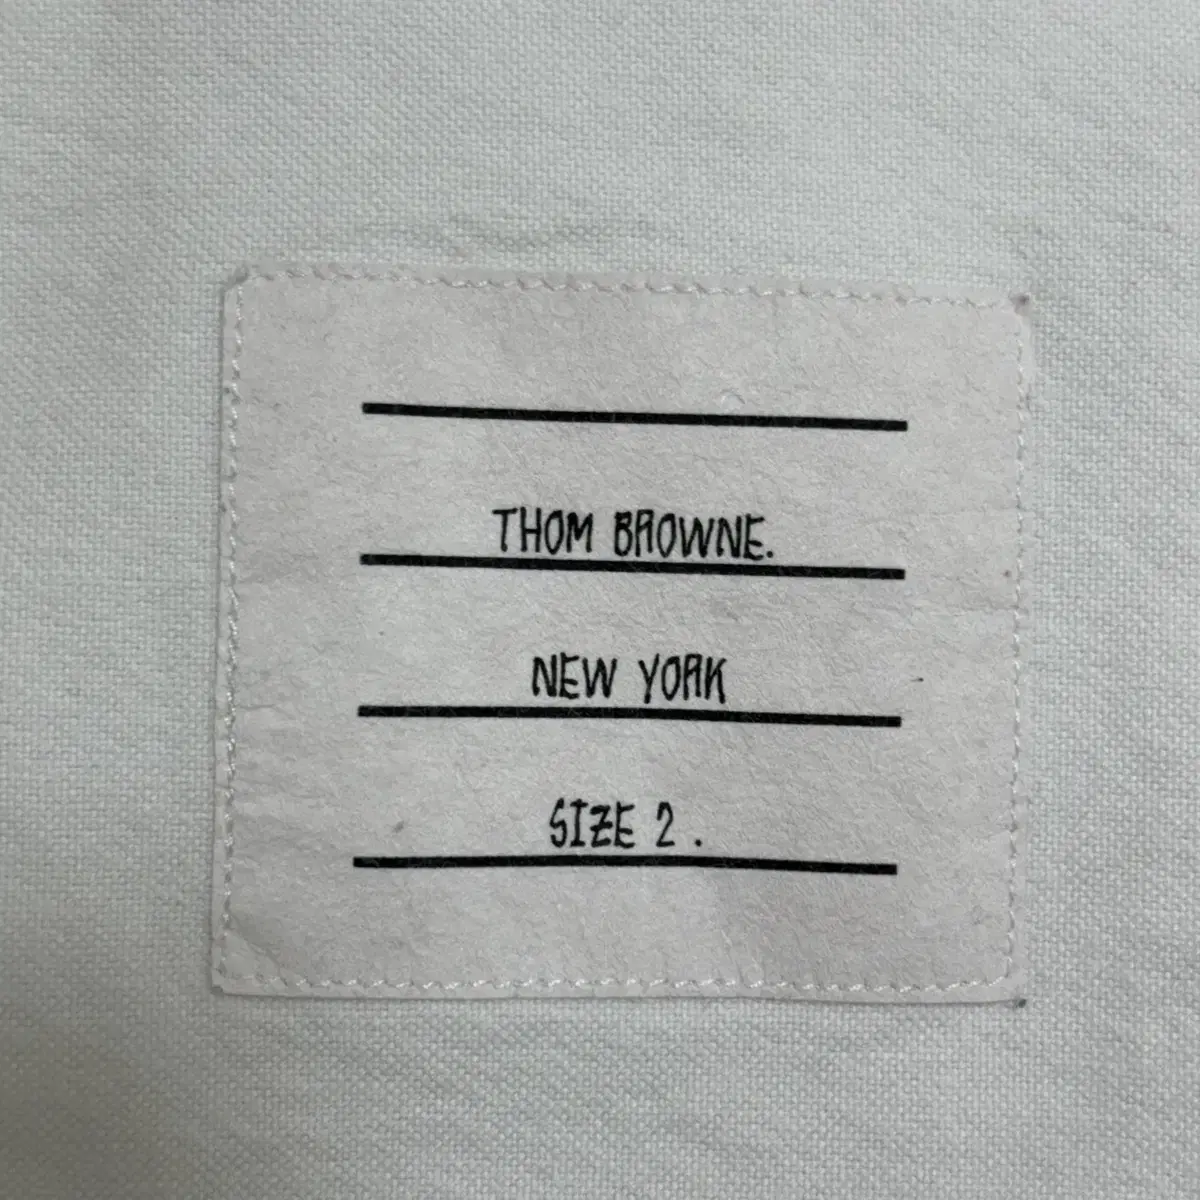 THOM BROWNE.
NEW YORK
SIZE 2 .